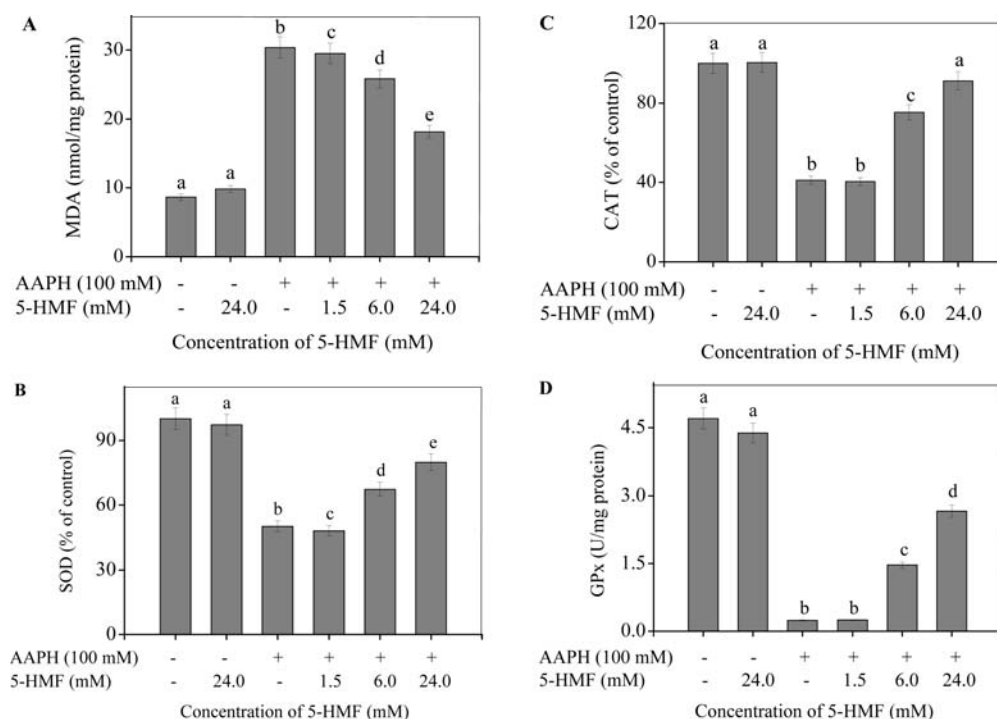 A
MDA (nmol/mg protein)
30
20
10
0
a a b c d e
AAPH (100 mM) - - + + + +
5-HMF (mM) - 24.0 - 1.5 6.0 24.0
Concentration of 5-HMF (mM)
B
SOD (% of control)
90
60
30
0
a a b c d e
AAPH (100 mM) - - + + + +
5-HMF (mM) - 24.0 - 1.5 6.0 24.0
Concentration of 5-HMF (mM)
C
CAT (% of control)
120
80
40
0
a a b b c a
AAPH (100 mM) - - + + + +
5-HMF (mM) - 24.0 - 1.5 6.0 24.0
Concentration of 5-HMF (mM)
D
GPx (U/mg protein)
4.5
3.0
1.5
0.0
a a b b c d
AAPH (100 mM) - - + + + +
5-HMF (mM) - 24.0 - 1.5 6.0 24.0
Concentration of 5-HMF (mM)